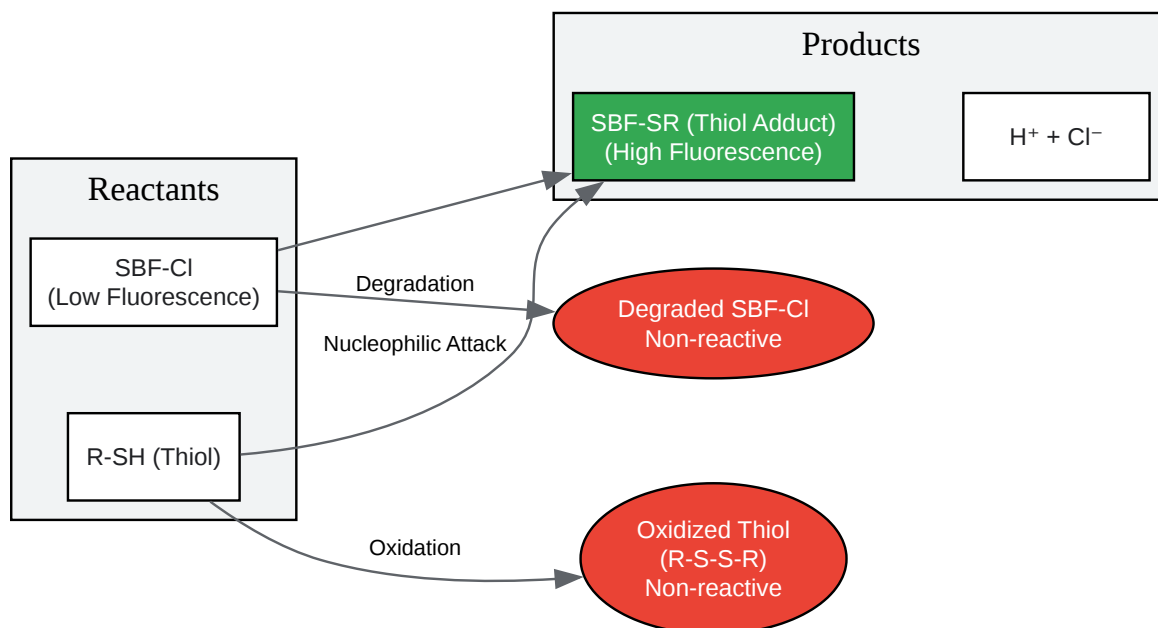 Products
SBF-SR (Thiol Adduct)
(High Fluorescence)
H⁺ + Cl⁻
Reactants
SBF-Cl
(Low Fluorescence)
Degradation
Degraded SBF-Cl
Non-reactive
Nucleophilic Attack
R-SH (Thiol)
Oxidation
Oxidized Thiol
(R-S-S-R)
Non-reactive